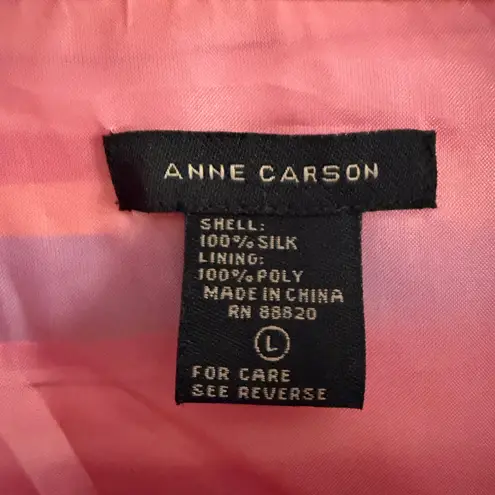 ANNE CARSON
SHELL:
100% SILK
LINING:
100% POLY
MADE IN CHINA
RN 88820
L
FOR CARE
SEE REVERSE